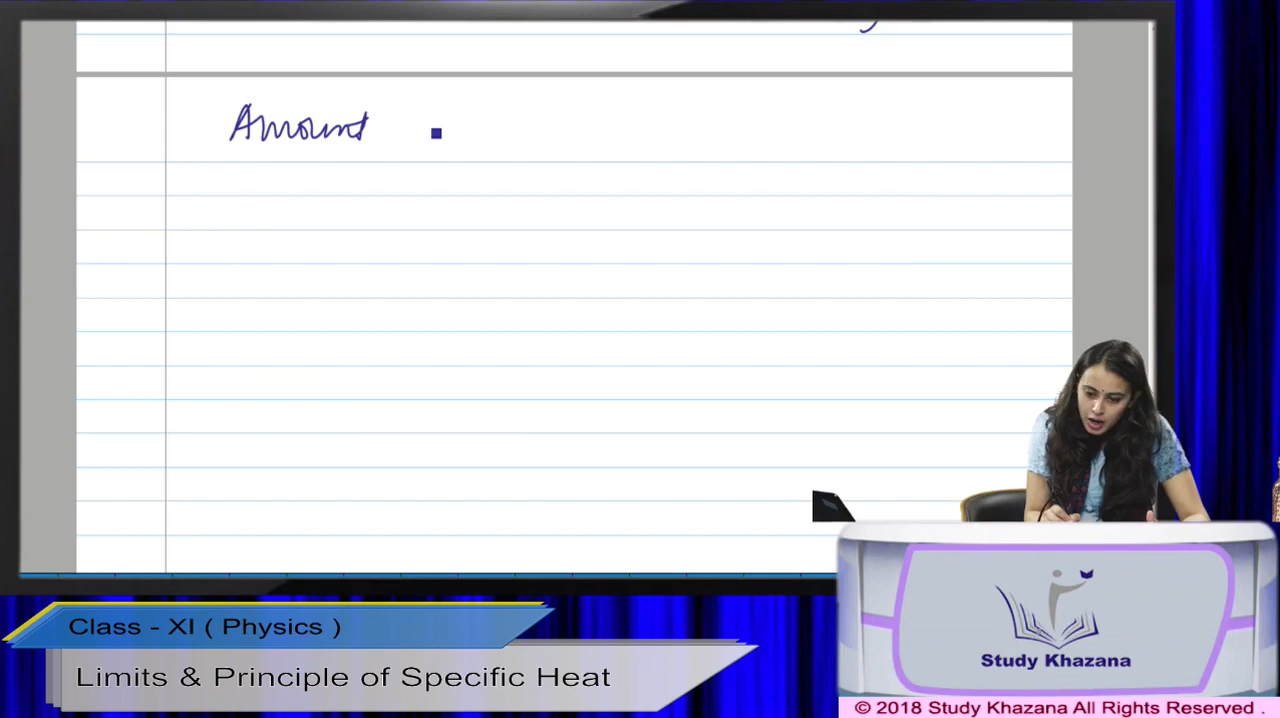 Amount
Study Khazana
Class - XI ( Physics )
Limits & Principle of Specific Heat
© 2018 Study Khazana All Rights Reserved .